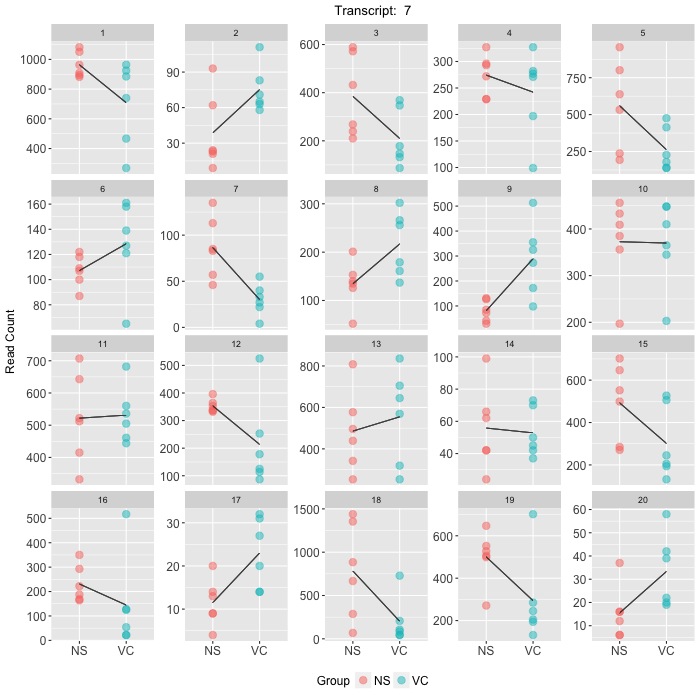 Transcript: 7
1 2 3 4 5
1000 800 600 400
90 60 30
600 400 200
300 250 200 150 100
750 500 250
6 7 8 9 10
160 140 120 100 80
100 50 0
300 200 100
500 400 300 200 100
400 300 200
Read Count
11 12 13 14 15
700 600 500 400
500 400 300 200 100
800 600 400
100 80 60 40
600 400 200
16 17 18 19 20
500 400 300 200 100 0
30 20 10
1500 1000 500 0
600 400 200
60 50 40 30 20 10
NS VC NS VC NS VC NS VC NS VC
Group NS VC